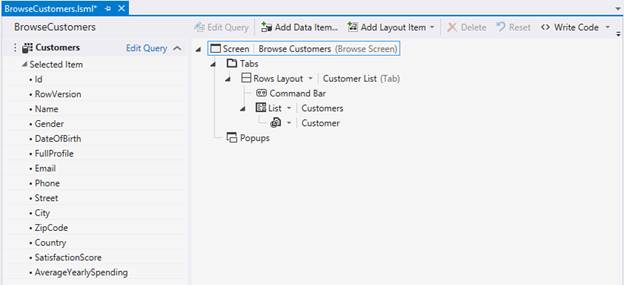 BrowseCustomers.lsml*
BrowseCustomers
Edit Query Add Data Item... Add Layout Item Delete Reset Write Code
Customers Edit Query
Selected Item
Id
RowVersion
Name
Gender
DateOfBirth
FullProfile
Email
Phone
Street
City
ZipCode
Country
SatisfactionScore
AverageYearlySpending
Screen Browse Customers (Browse Screen)
Tabs
Rows Layout Customer List (Tab)
Command Bar
List Customers
Customer
Popups